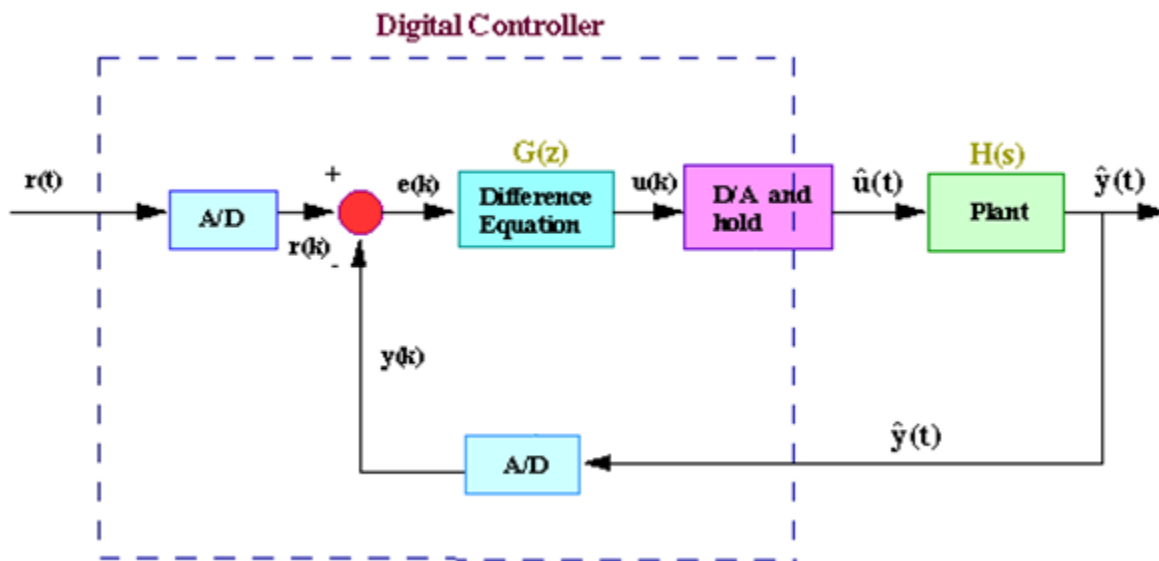 Digital Controller
G(z)
H(s)
r(t)
+
e(k)
u(k)
û(t)
ŷ(t)
A/D
Difference
Equation
D/A and
hold
Plant
r(k)
-
y(k)
ŷ(t)
A/D